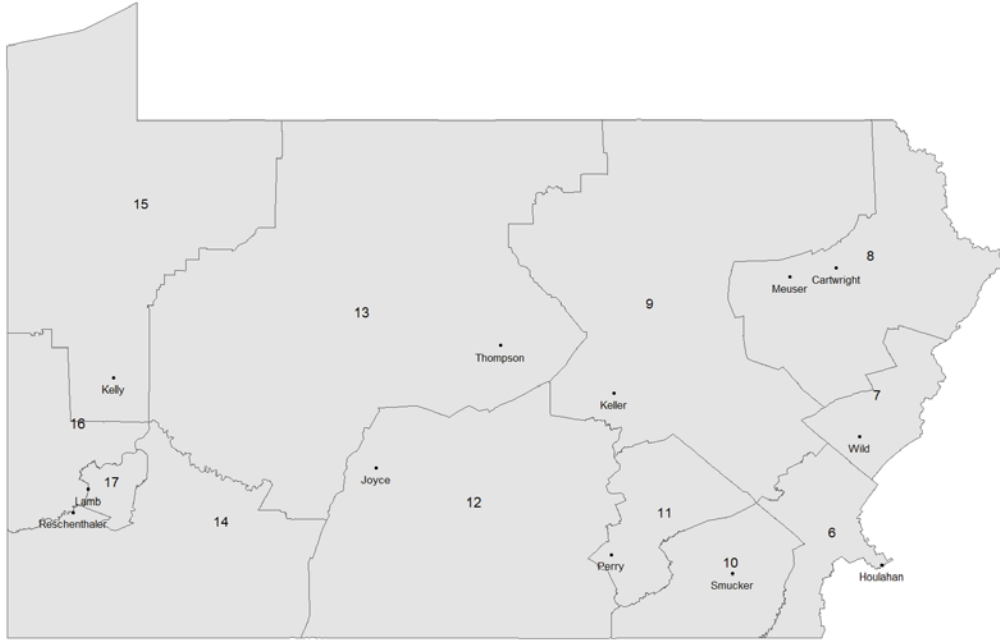 15
8
Cartwright
Meuser
9
13
Thompson
Kelly
7
Keller
16
Wild
Joyce
17
Lamb
12
11
14
Reschenthaler
6
Perry
10
Houlahan
Smucker